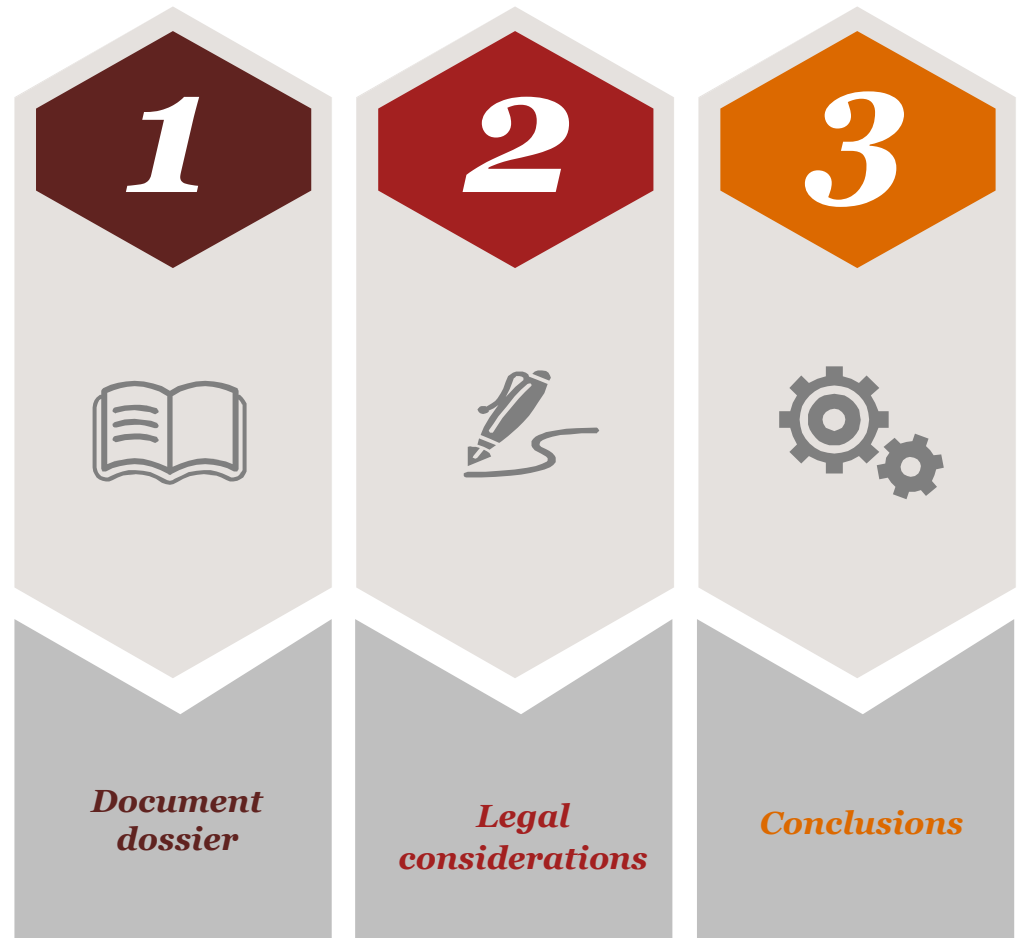 1
2
3
Document
dossier
Legal
considerations
Conclusions